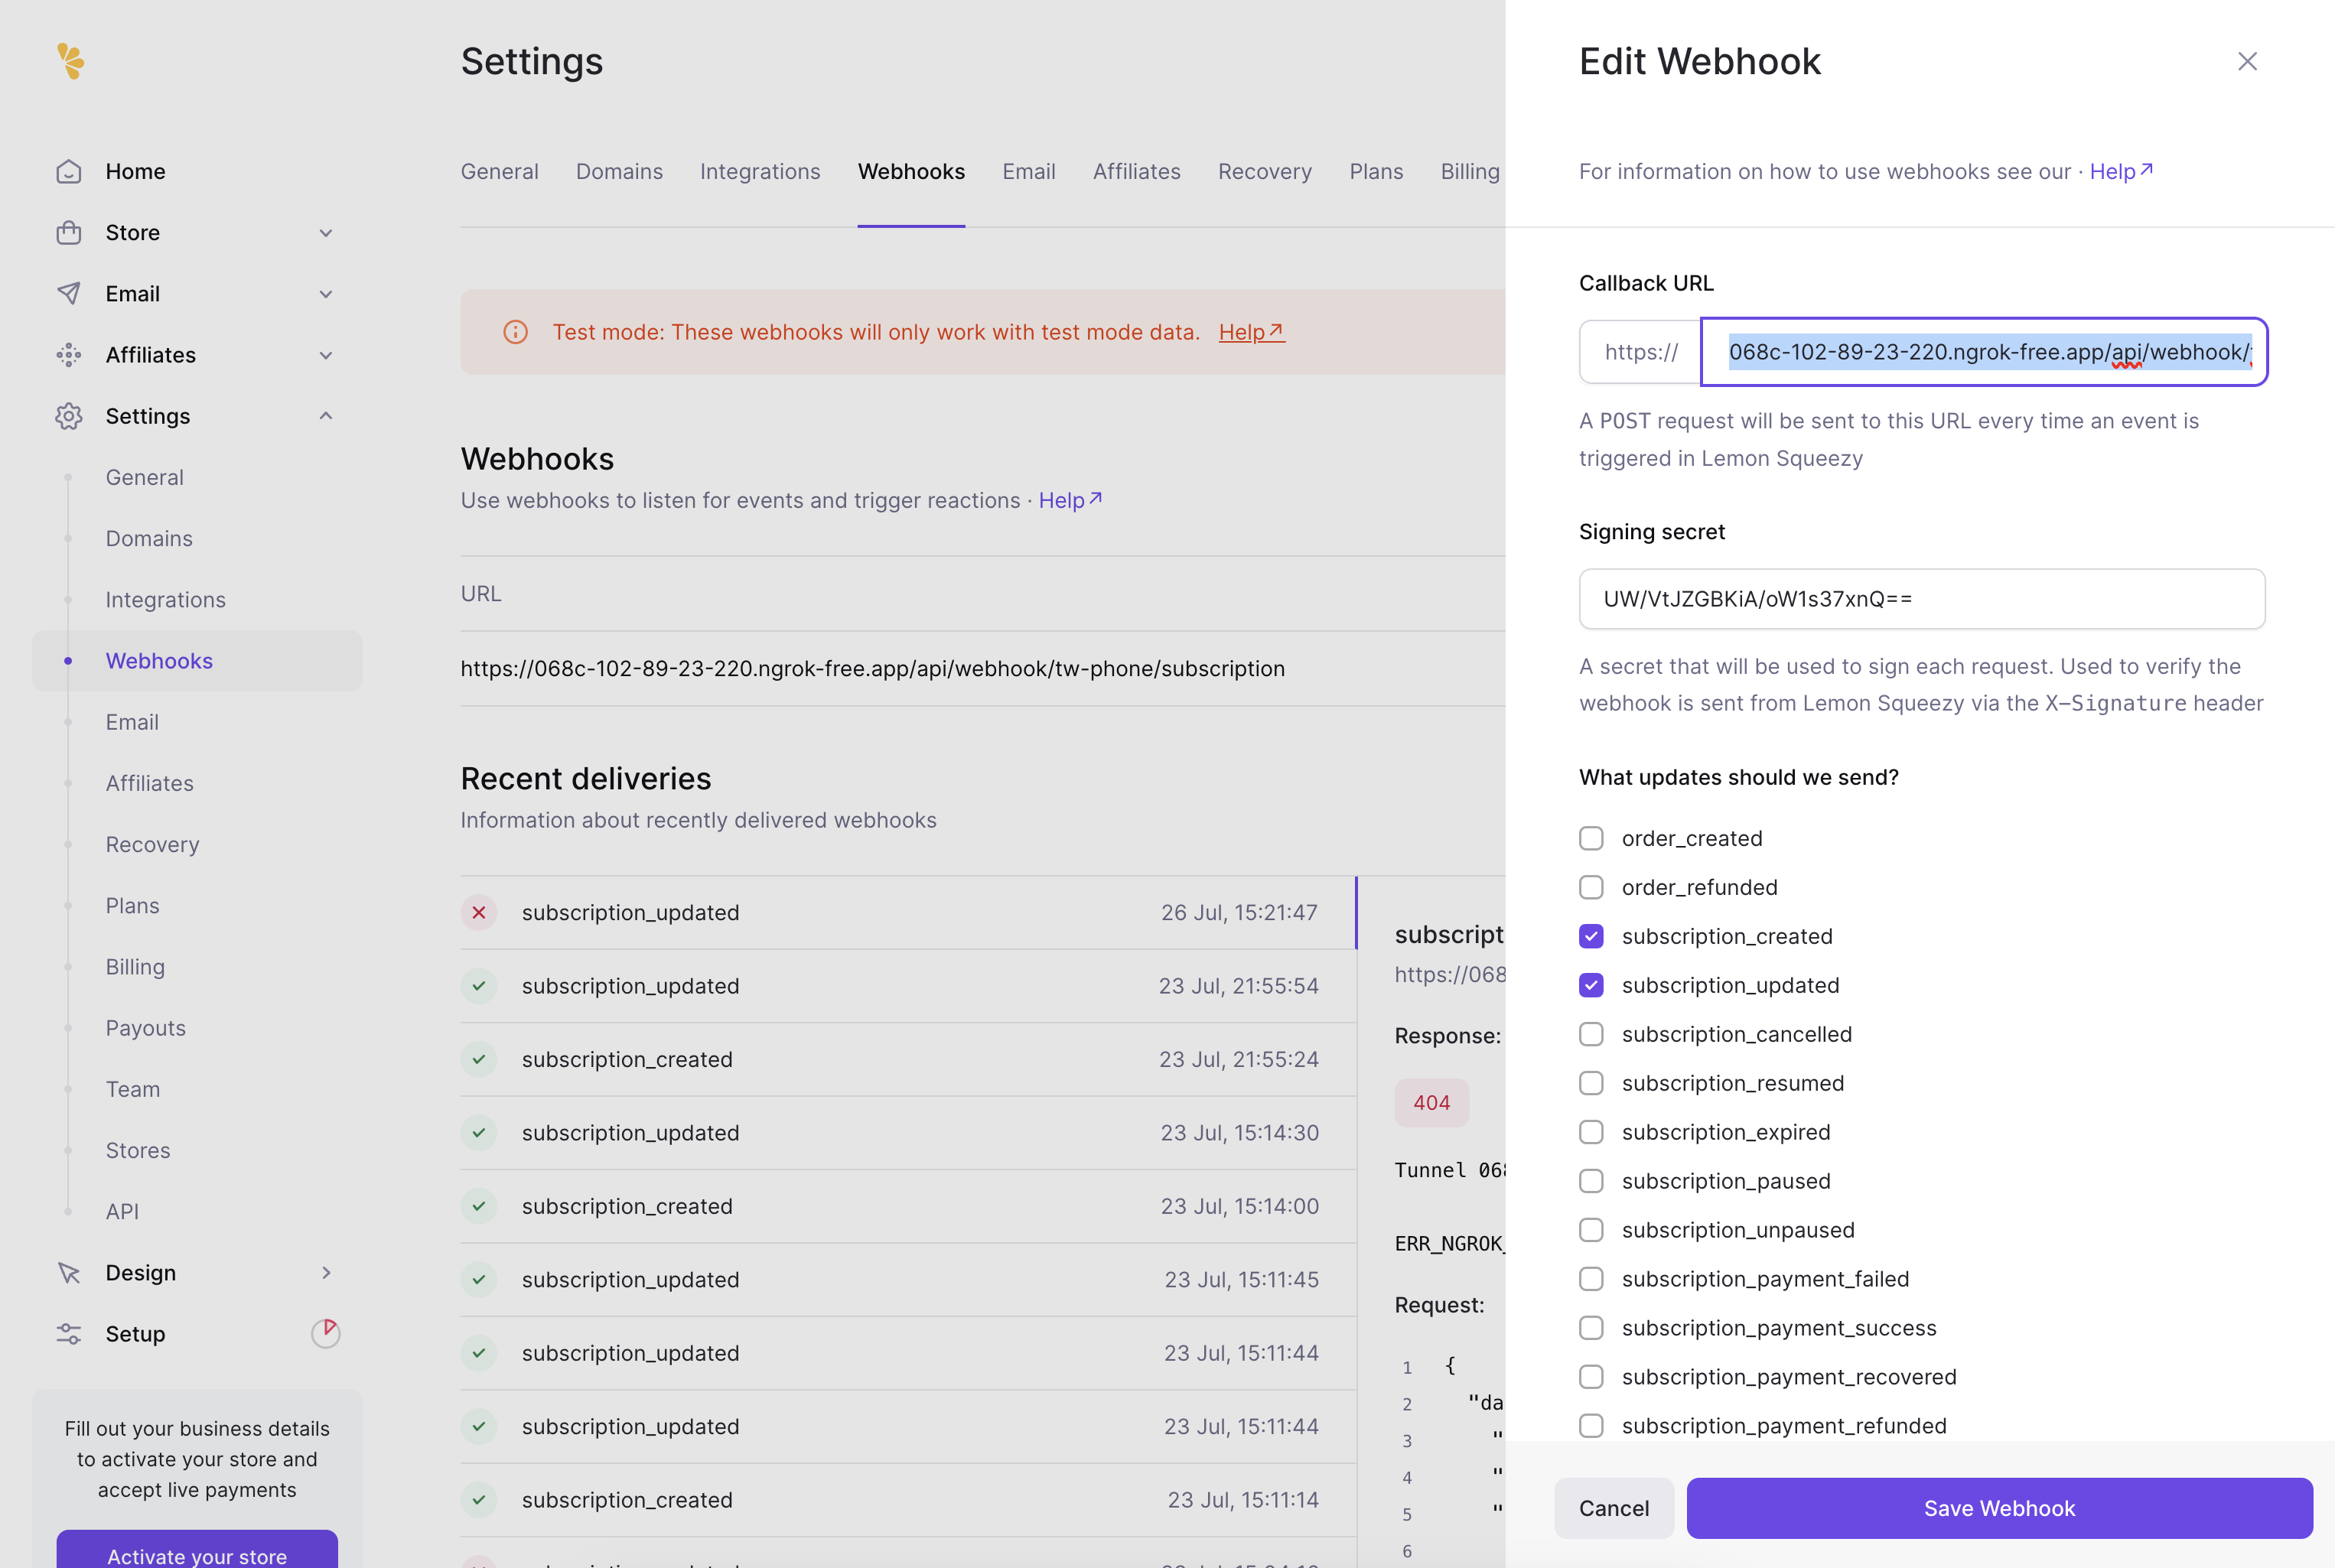 Home
Store
Email
Affiliates
Settings
General
Domains
Integrations
Webhooks
Email
Affiliates
Recovery
Plans
Billing
Payouts
Team
Stores
API
Design
Setup
Fill out your business details
to activate your store and
accept live payments
Activate your store
Settings
General Domains Integrations Webhooks Email Affiliates Recovery Plans Billing
Test mode: These webhooks will only work with test mode data. Help↗
Webhooks
Use webhooks to listen for events and trigger reactions · Help↗
URL
https://068c-102-89-23-220.ngrok-free.app/api/webhook/tw-phone/subscription
Recent deliveries
Information about recently delivered webhooks
subscription_updated 26 Jul, 15:21:47
subscription_updated 23 Jul, 21:55:54
subscription_created 23 Jul, 21:55:24
subscription_updated 23 Jul, 15:14:30
subscription_created 23 Jul, 15:14:00
subscription_updated 23 Jul, 15:11:45
subscription_updated 23 Jul, 15:11:44
subscription_updated 23 Jul, 15:11:44
subscription_created 23 Jul, 15:11:14
subscript
https://068
Response:
404
Tunnel 068
ERR_NGROK_
Request:
1 {
2 "da
3 "
4 "
5 "
6
Edit Webhook
For information on how to use webhooks see our · Help↗
Callback URL
https:// 068c-102-89-23-220.ngrok-free.app/api/webhook/
A POST request will be sent to this URL every time an event is
triggered in Lemon Squeezy
Signing secret
UW/VtJZGBKiA/oW1s37xnQ==
A secret that will be used to sign each request. Used to verify the
webhook is sent from Lemon Squeezy via the X-Signature header
What updates should we send?
order_created
order_refunded
subscription_created
subscription_updated
subscription_cancelled
subscription_resumed
subscription_expired
subscription_paused
subscription_unpaused
subscription_payment_failed
subscription_payment_success
subscription_payment_recovered
subscription_payment_refunded
Cancel
Save Webhook